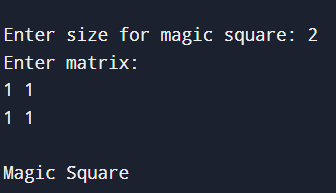 Enter size for magic square: 2
Enter matrix:
1 1
1 1
Magic Square